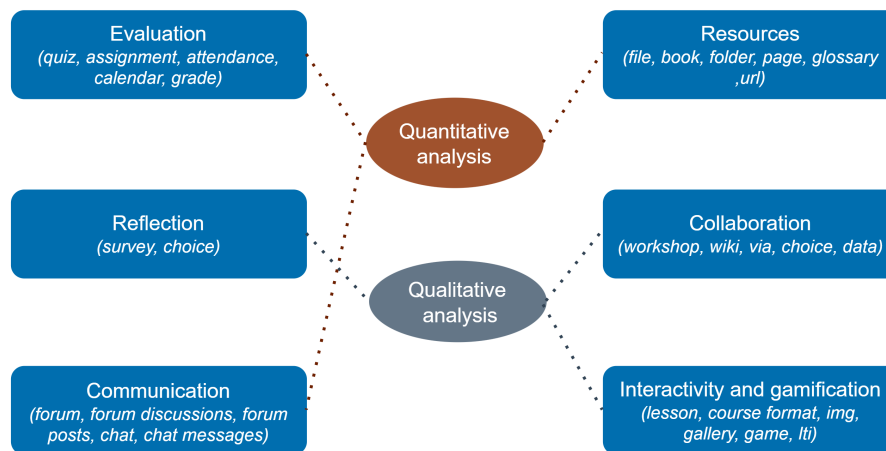 Evaluation
(quiz, assignment, attendance,
calendar, grade)
Resources
(file, book, folder, page, glossary
,url)
Quantitative
analysis
Reflection
(survey, choice)
Collaboration
(workshop, wiki, via, choice, data)
Qualitative
analysis
Communication
(forum, forum discussions, forum
posts, chat, chat messages)
Interactivity and gamification
(lesson, course format, img,
gallery, game, lti)